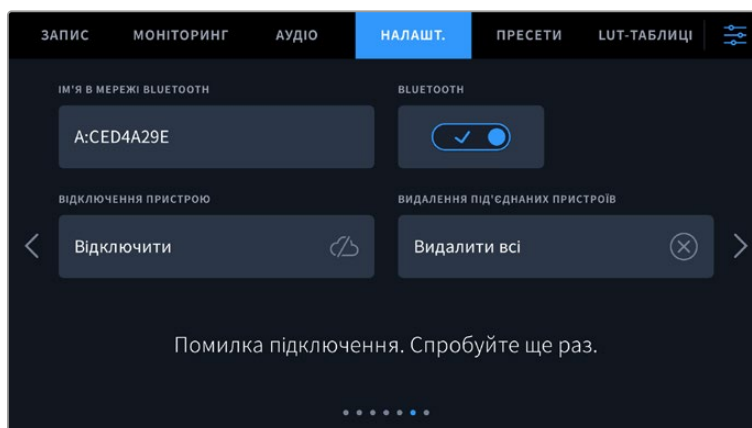 ЗАПИС МОНІТОРИНГ АУДІО НАЛАШТ. ПРЕСЕТИ LUT-ТАБЛИЦІ
ІМ'Я В МЕРЕЖІ BLUETOOTH BLUETOOTH
A:CED4A29E
ВІДКЛЮЧЕННЯ ПРИСТРОЮ ВИДАЛЕННЯ ПІД'ЄДНАНИХ ПРИСТРОЇВ
Відключити Видалити всі
Помилка підключення. Спробуйте ще раз.